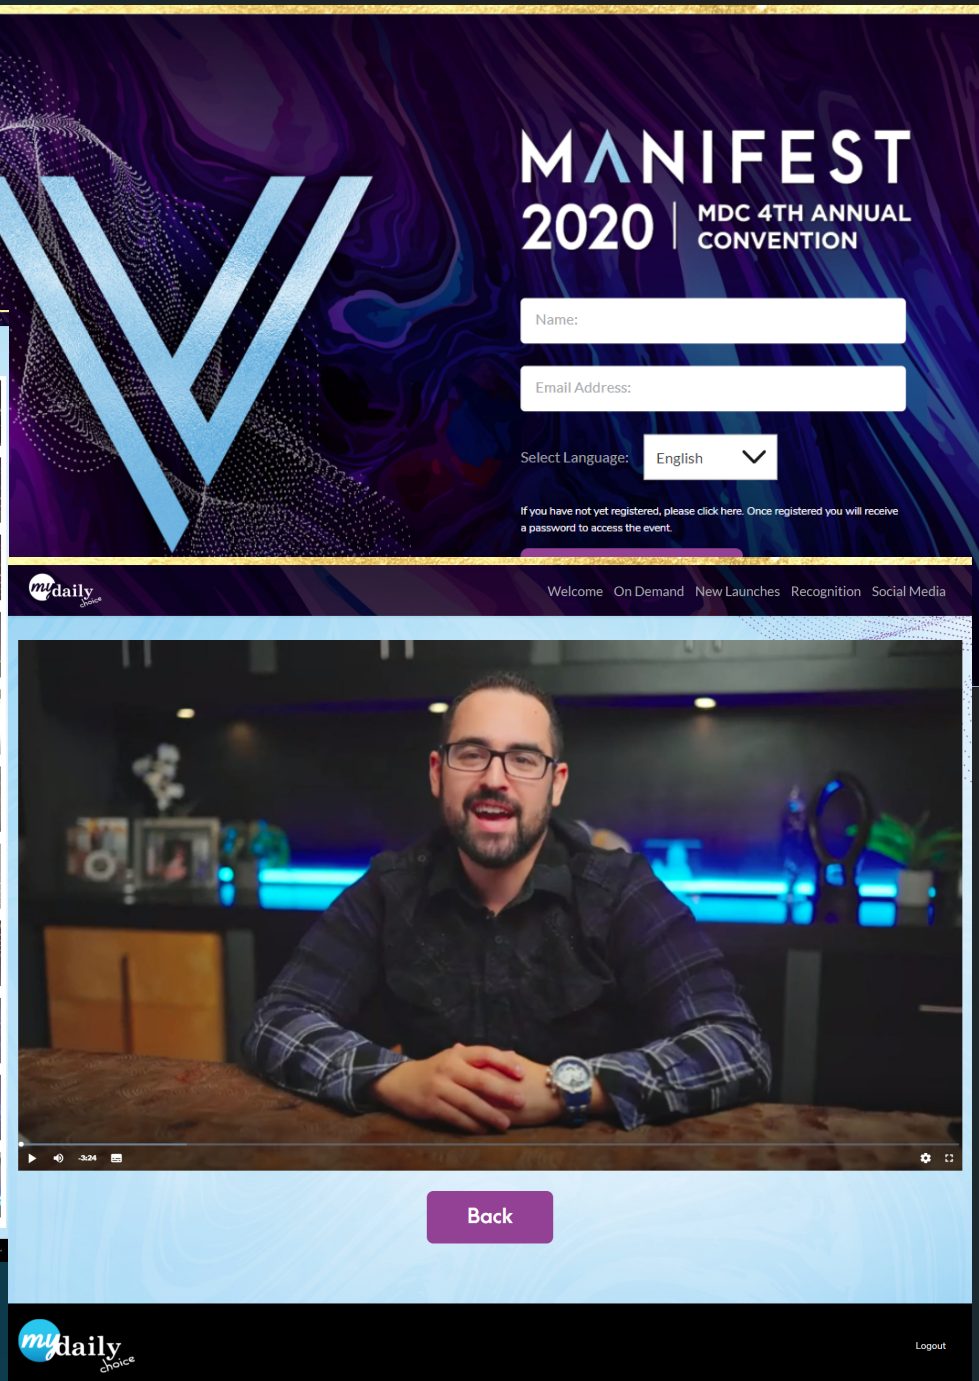 MANIFEST
2020 | MDC 4TH ANNUAL
CONVENTION
Name:
Email Address:
Select Language: English
If you have not yet registered, please click here. Once registered you will receive
a password to access the event.
my daily choice
Welcome On Demand New Launches Recognition Social Media
-3:24
Back
my daily choice
Logout